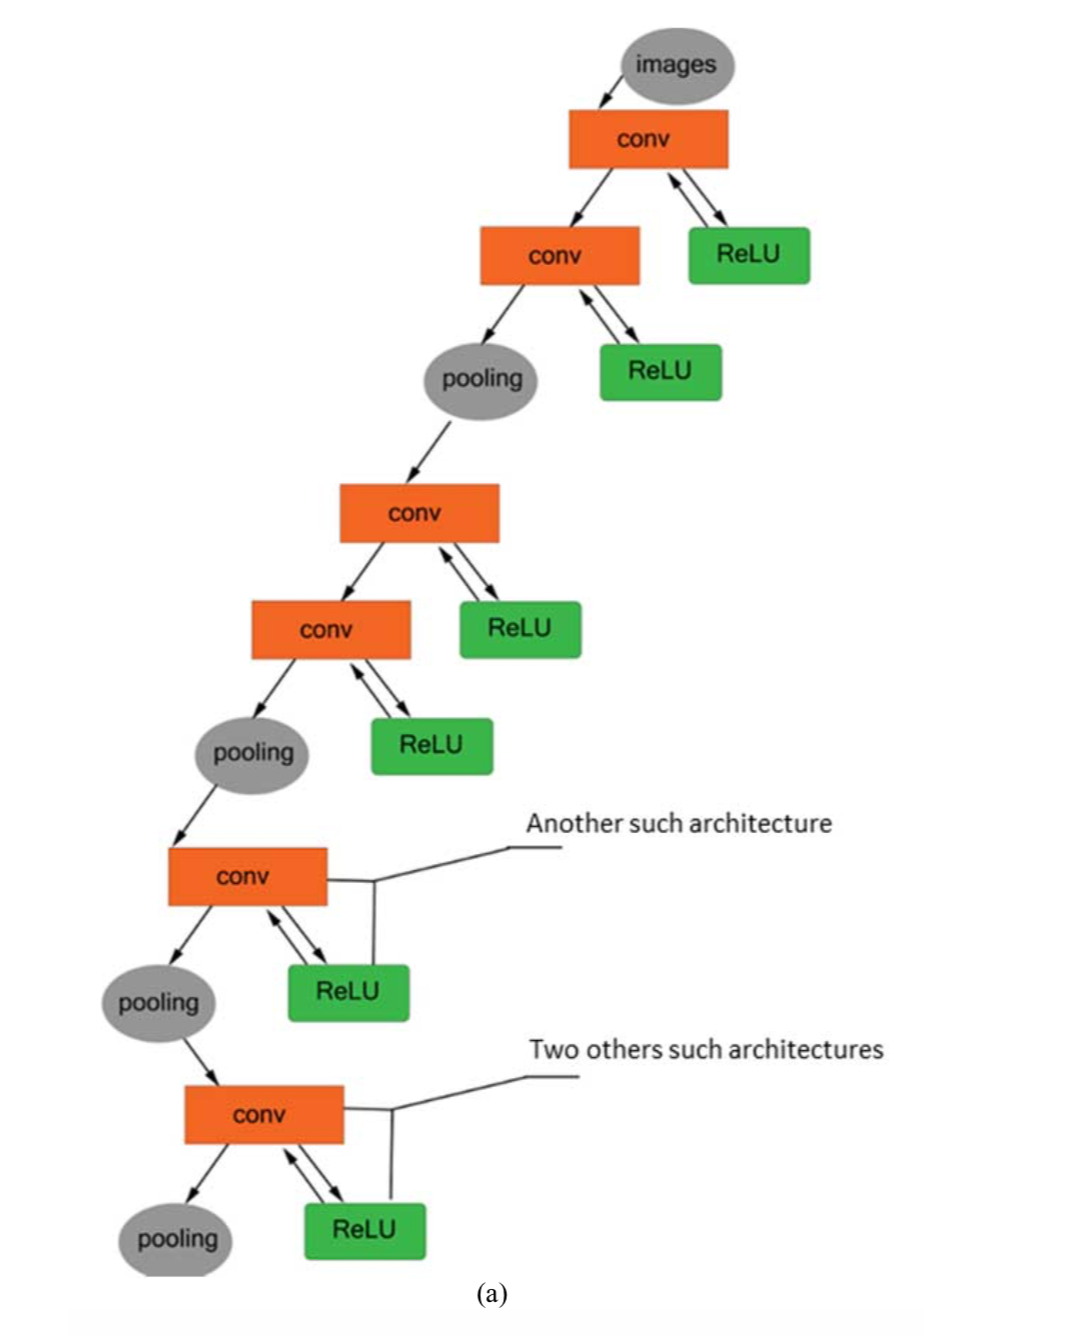 images
conv
conv
ReLU
pooling
ReLU
conv
conv
ReLU
pooling
ReLU
Another such architecture
conv
pooling
ReLU
Two others such architectures
conv
pooling
ReLU
(a)